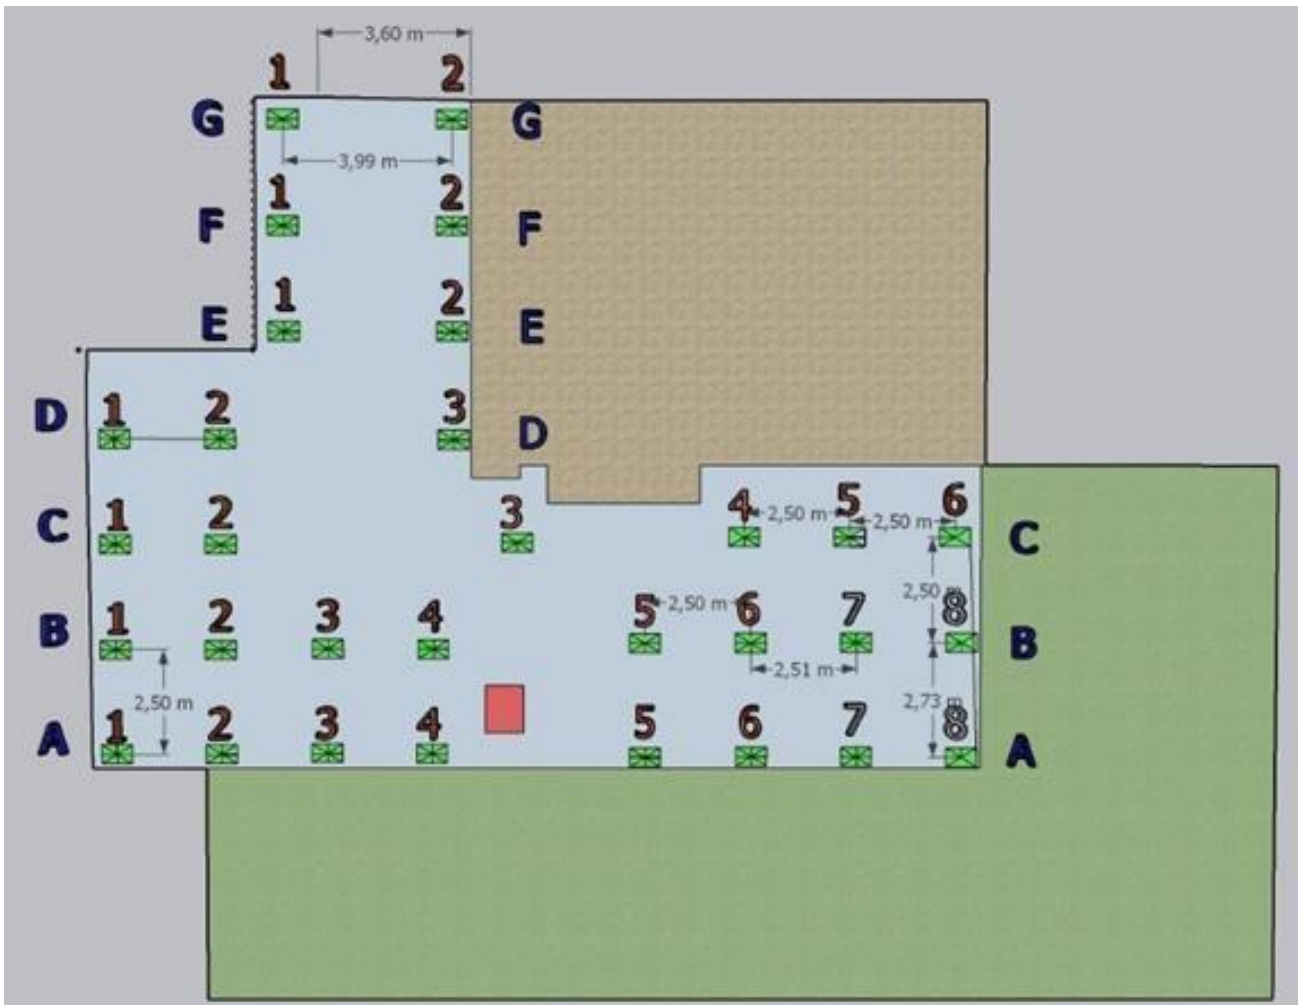 3,60 m
1 2
G G
3,99 m
1 2
F F
1 2
E E
D 1 2 3 D
C 1 2 3 4 2,50 m 5 2,50 m 6 C
2,50 m
B 1 2 3 4 5 2,50 m 6 7 8 B
2,51 m
2,50 m 2,73 m
A 1 2 3 4 5 6 7 8 A